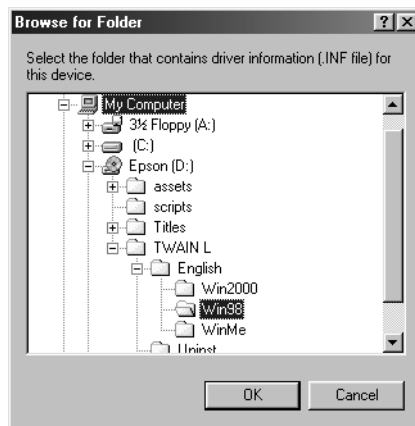 Browse for Folder
Select the folder that contains driver information (.INF file) for
this device.
My Computer
3½ Floppy (A:)
(C:)
Epson (D:)
assets
scripts
Titles
TWAIN L
English
Win2000
Win98
WinMe
Uninst
OK Cancel